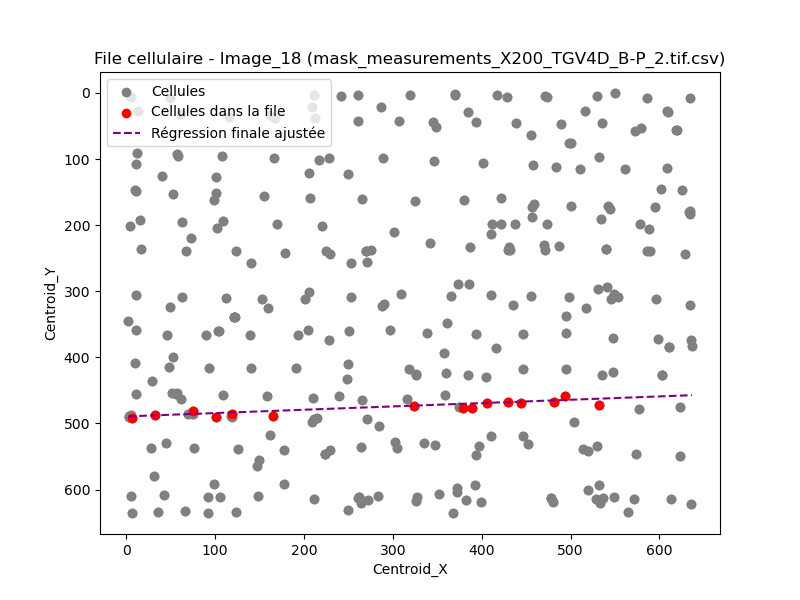 File cellulaire - Image_18 (mask_measurements_X200_TGV4D_B-P_2.tif.csv)
Cellules
Cellules dans la file
Régression finale ajustée
Centroid_Y
0
100
200
300
400
500
600
0 100 200 300 400 500 600
Centroid_X